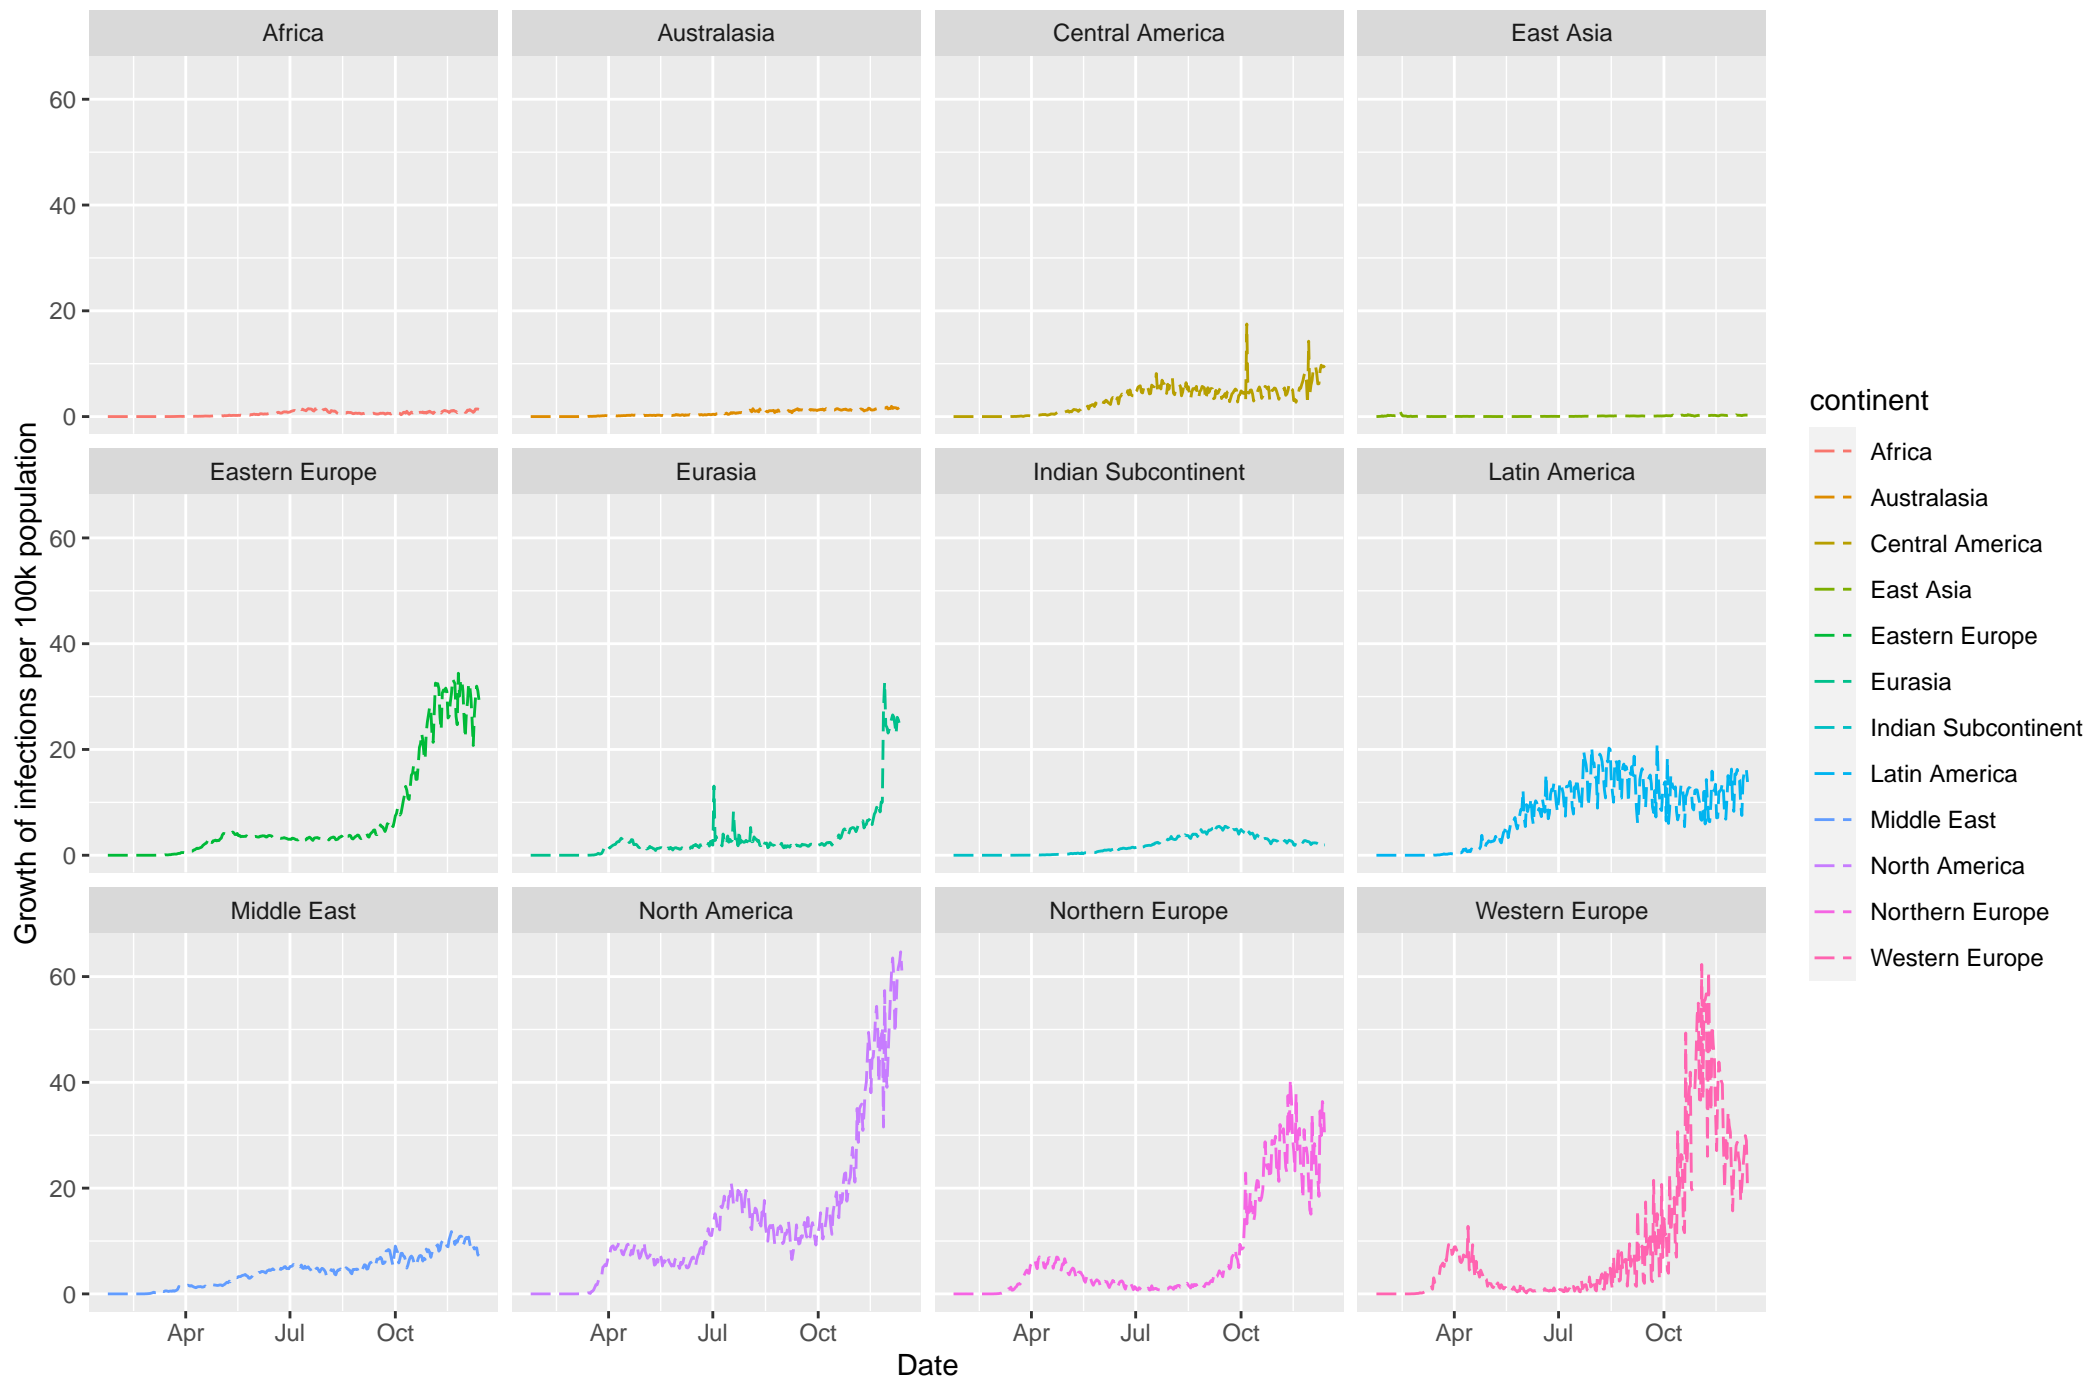 Africa
Australasia
Central America
East Asia
60
40
20
0
Eastern Europe
Eurasia
Indian Subcontinent
Latin America
60
40
20
0
Middle East
North America
Northern Europe
Western Europe
60
40
20
0
Apr Jul Oct
Apr Jul Oct
Apr Jul Oct
Apr Jul Oct
Date
Growth of infections per 100k population
continent
Africa
Australasia
Central America
East Asia
Eastern Europe
Eurasia
Indian Subcontinent
Latin America
Middle East
North America
Northern Europe
Western Europe